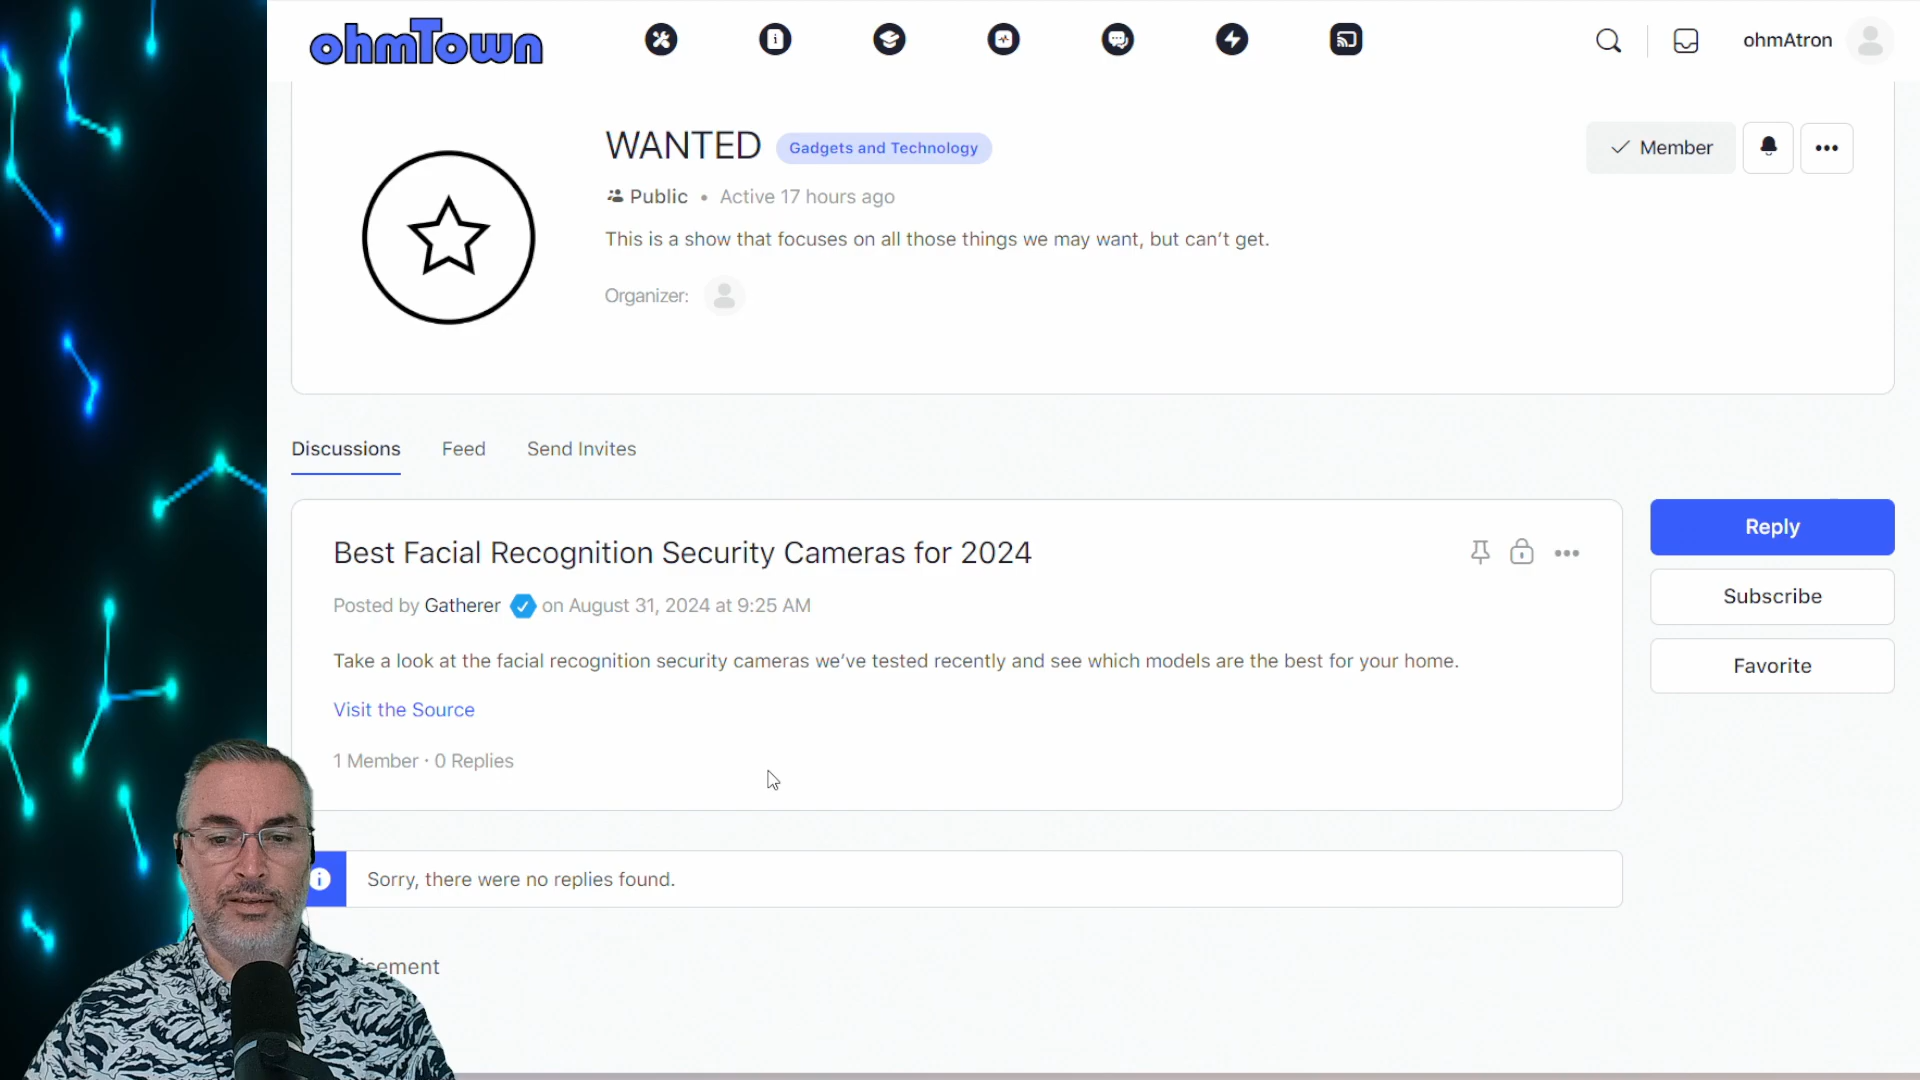 ohmTown
ohmAtron
WANTED Gadgets and Technology
Member
Public • Active 17 hours ago
This is a show that focuses on all those things we may want, but can’t get.
Organizer:
Discussions Feed Send Invites
Best Facial Recognition Security Cameras for 2024
Reply
Posted by Gatherer on August 31, 2024 at 9:25 AM
Subscribe
Take a look at the facial recognition security cameras we’ve tested recently and see which models are the best for your home.
Favorite
Visit the Source
1 Member · 0 Replies
Sorry, there were no replies found.